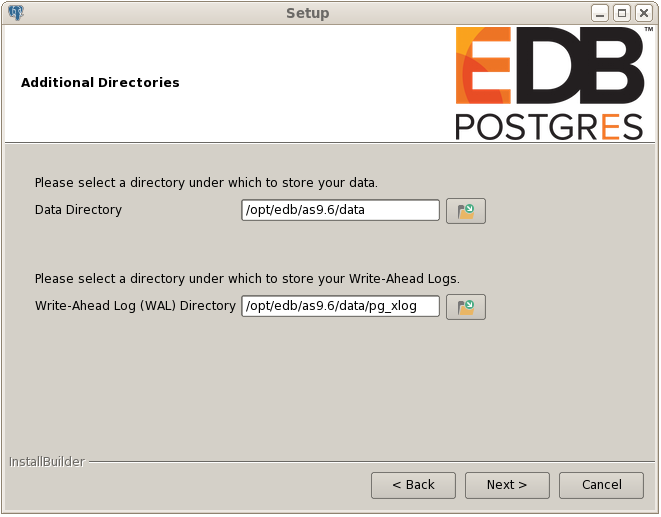 Setup
Additional Directories
EDB™
POSTGRES
Please select a directory under which to store your data.
Data Directory /opt/edb/as9.6/data
Please select a directory under which to store your Write-Ahead Logs.
Write-Ahead Log (WAL) Directory /opt/edb/as9.6/data/pg_xlog
InstallBuilder
< Back Next > Cancel